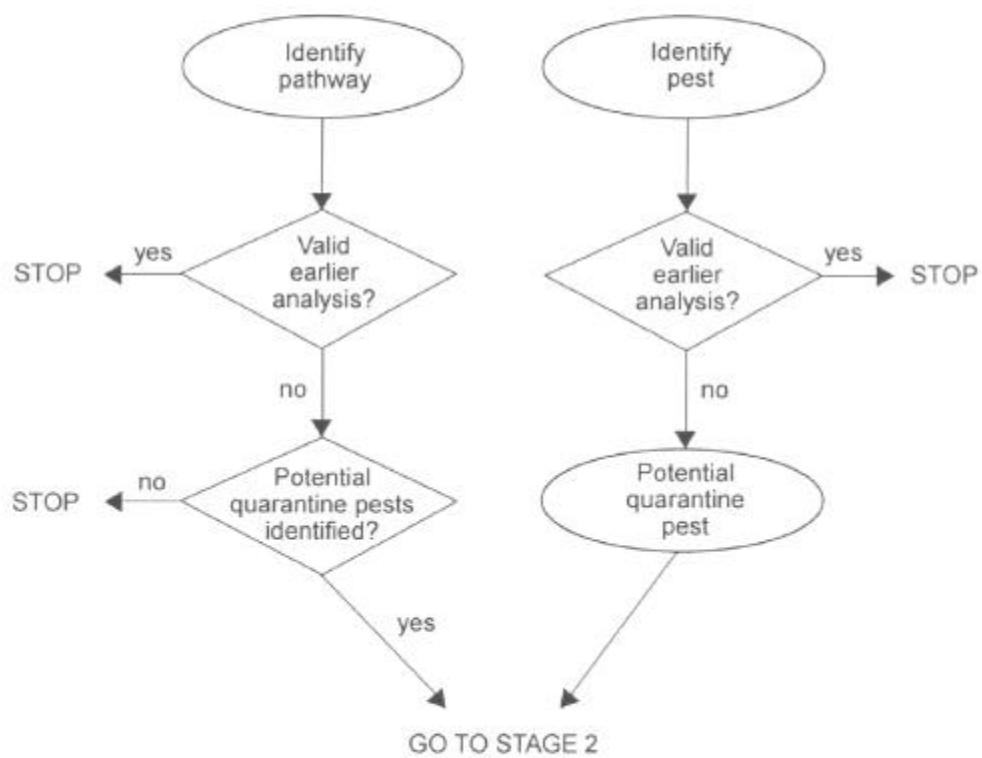 Identify
pathway
Identify
pest
Valid
earlier
analysis?
yes
STOP
Valid
earlier
analysis?
yes
STOP
no
no
Potential
quarantine pests
identified?
no
STOP
Potential
quarantine
pest
yes
GO TO STAGE 2